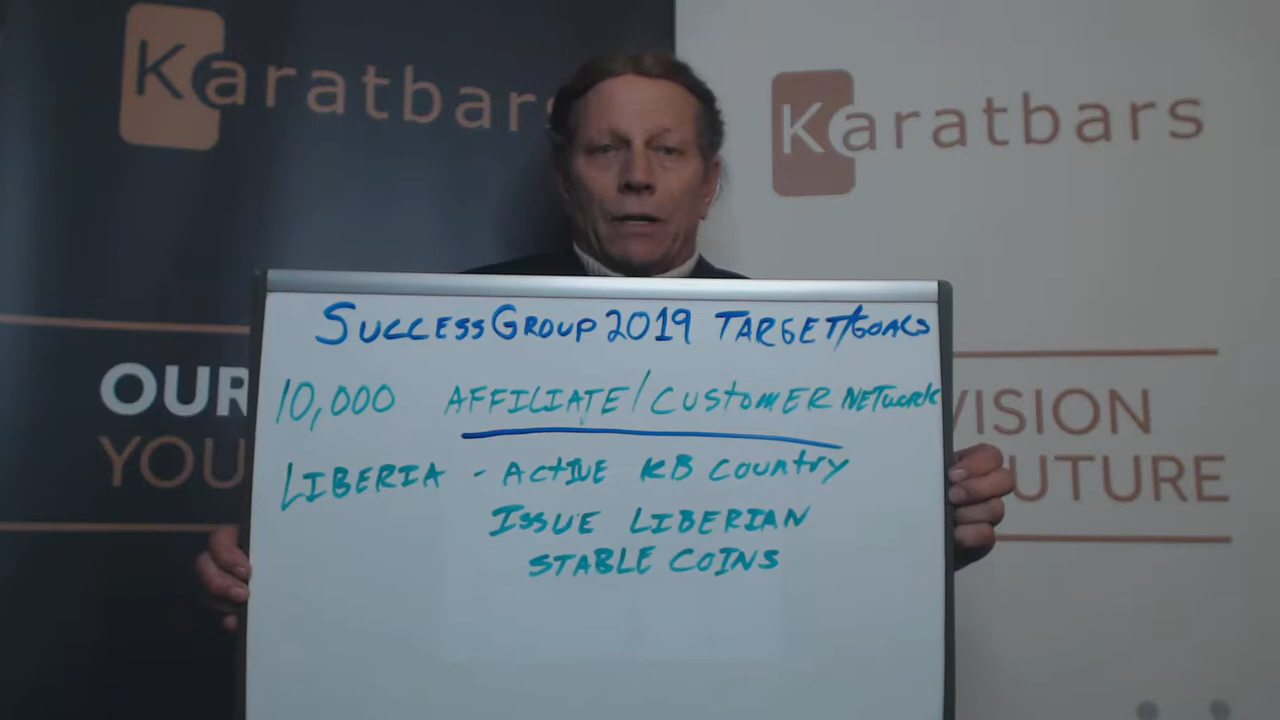 Karatbars
Karatbars
SUCCESS GROUP 2019 TARGET/GOALS
10,000 AFFILIATE/CUSTOMER NETWORK
LIBERIA - ACTIVE KB COUNTRY
ISSUE LIBERIAN
STABLE COINS
OUR
YOU
VISION
UTURE